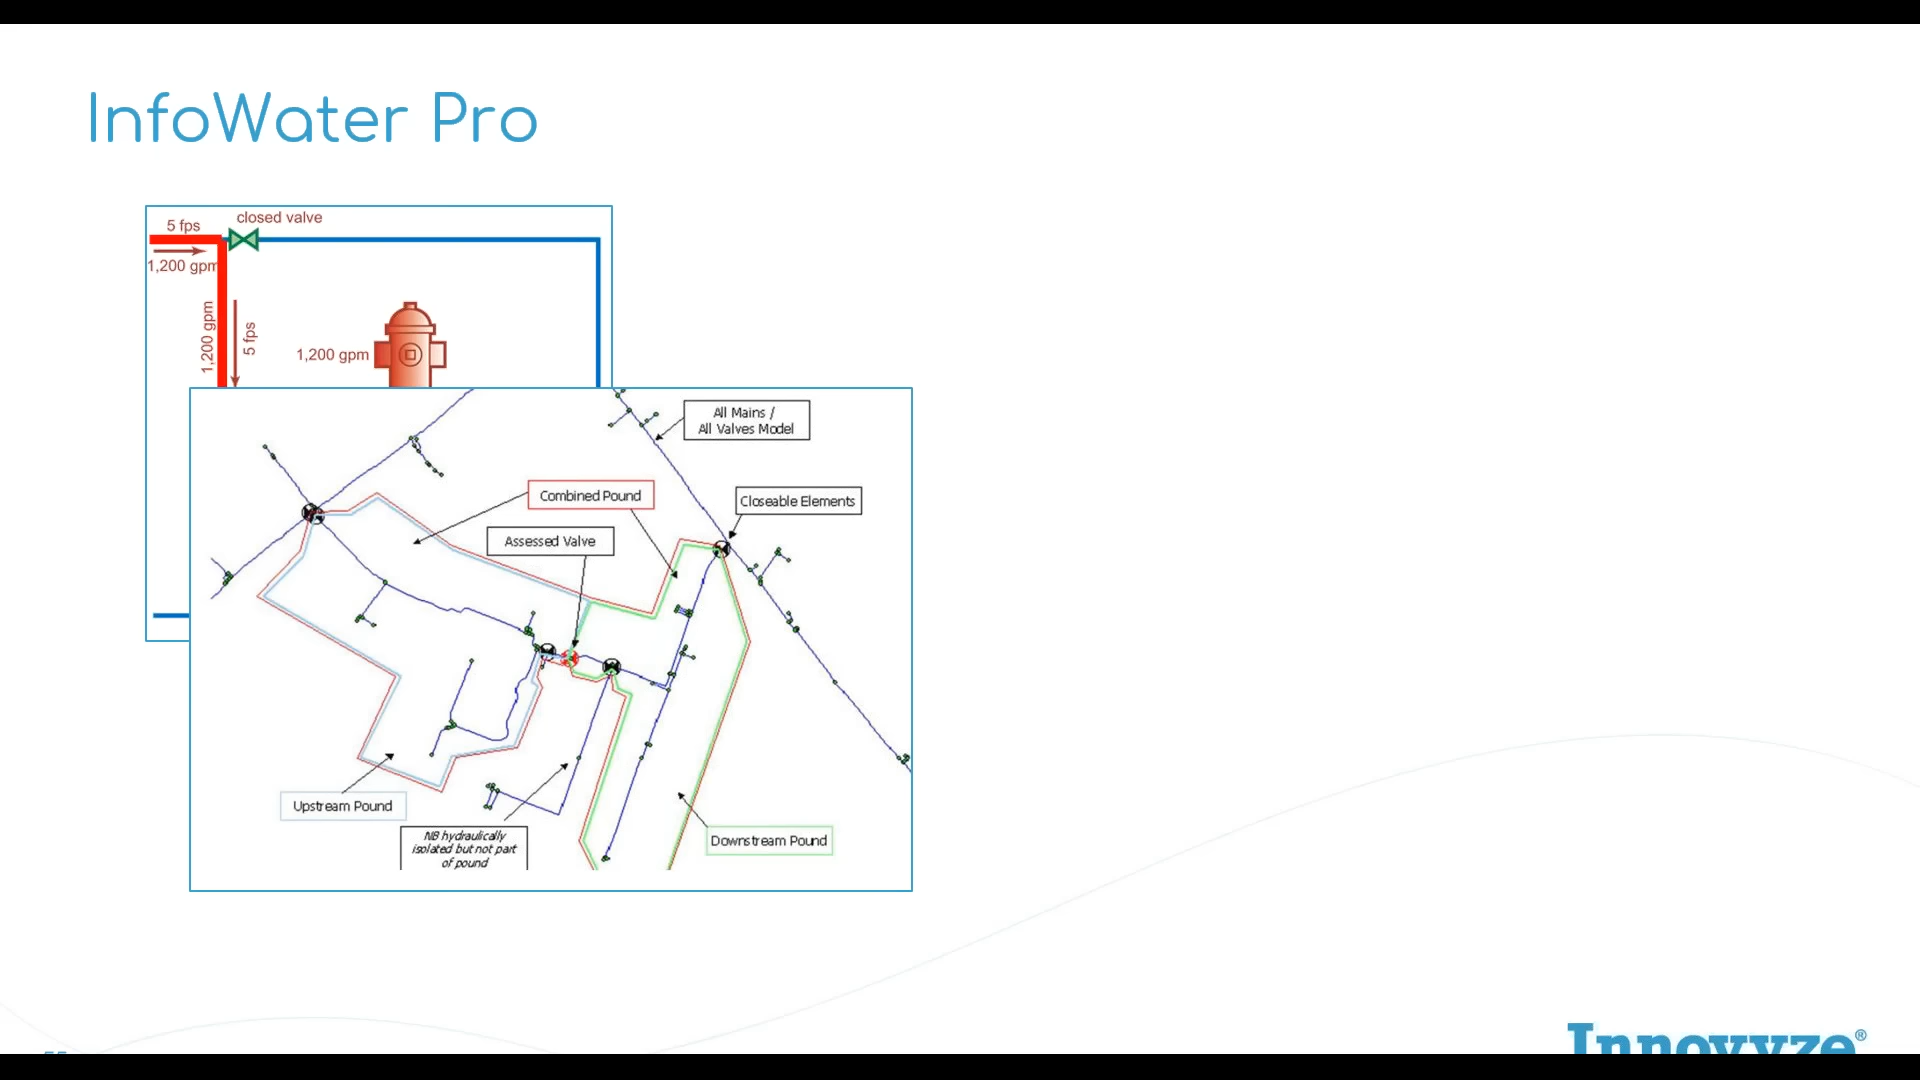 InfoWater Pro
closed valve
5 fps
1,200 gpm
1,200 gpm
5 fps
1,200 gpm
All Mains /
All Valves Model
Combined Pound
Closeable Elements
Assessed Valve
Upstream Pound
NB hydraulically
isolated but not part
of pound
Downstream Pound
Innovyze®